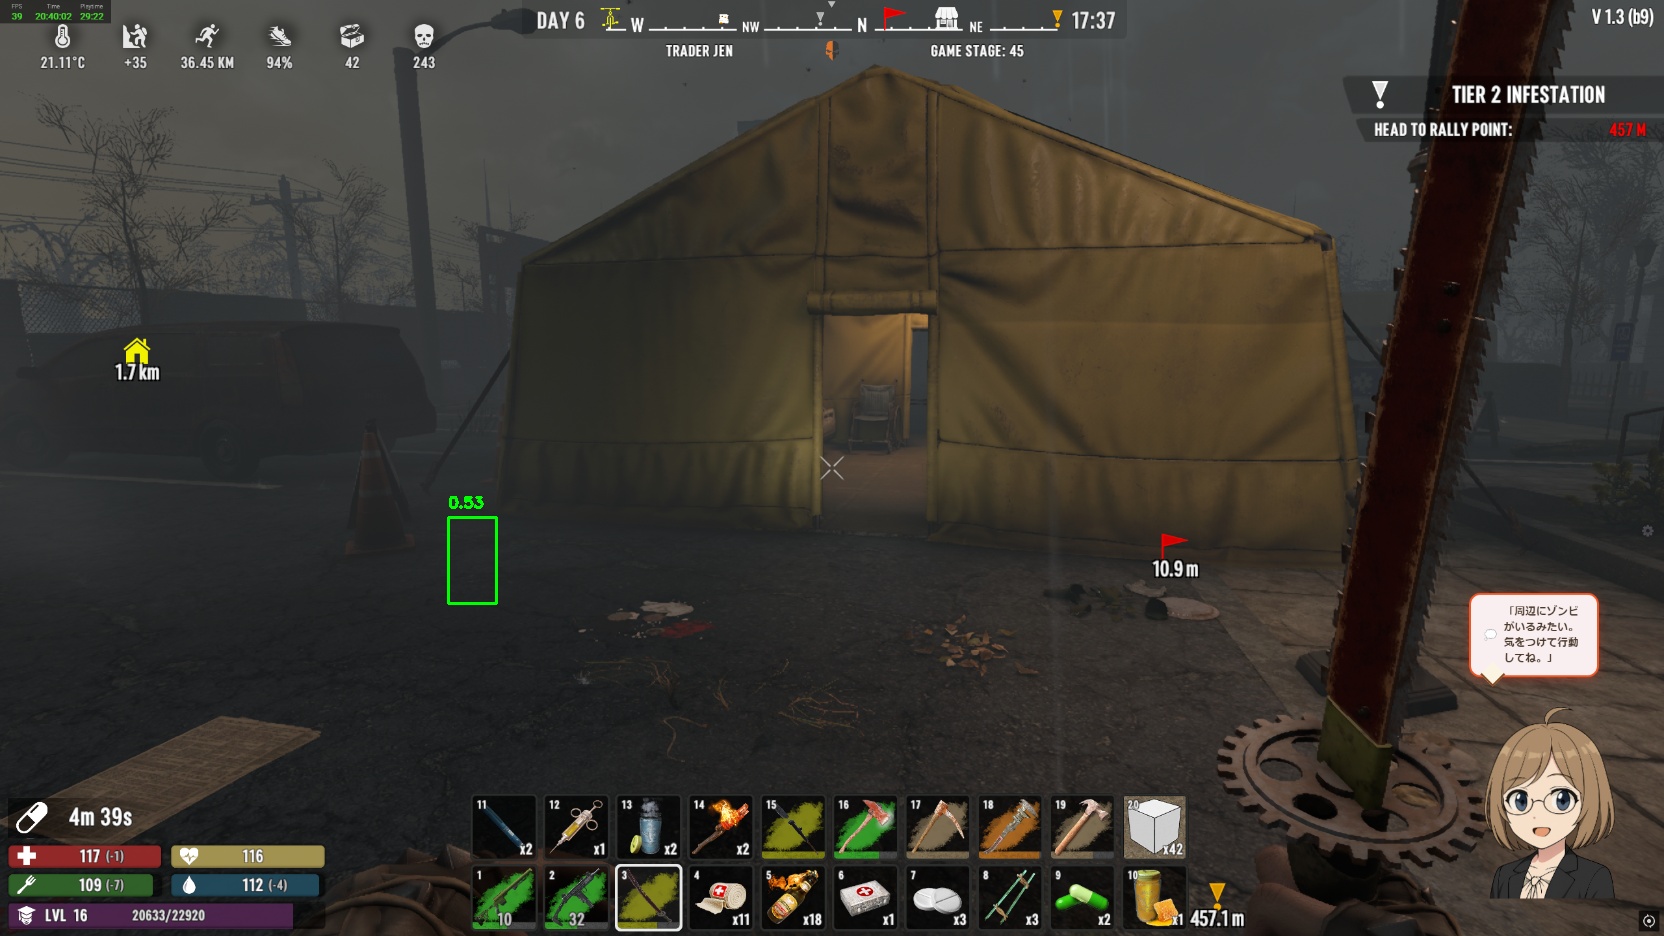 FPS Time Playtime
39 20:40:02 29:22
DAY 6
W
NW
N
NE
17:37
V 1.3 (b9)
21.11°C
+35
36.45 KM
94%
42
243
TRADER JEN
GAME STAGE: 45
TIER 2 INFESTATION
HEAD TO RALLY POINT: 457 M
1.7 km
0.53
10.9 m
「周辺にゾンビ
がいるみたい。
気をつけて行動
してね。」
4m 39s
117 (-1)
116
109 (-7)
112 (-4)
LVL 16 20633/22920
11 x2
12 x1
13 x2
14 x2
15
16
17
18
19
20 x42
1 10
2 32
3
4 x11
5 x18
6 x1
7 x3
8 x3
9 x2
10 x1
457.1 m